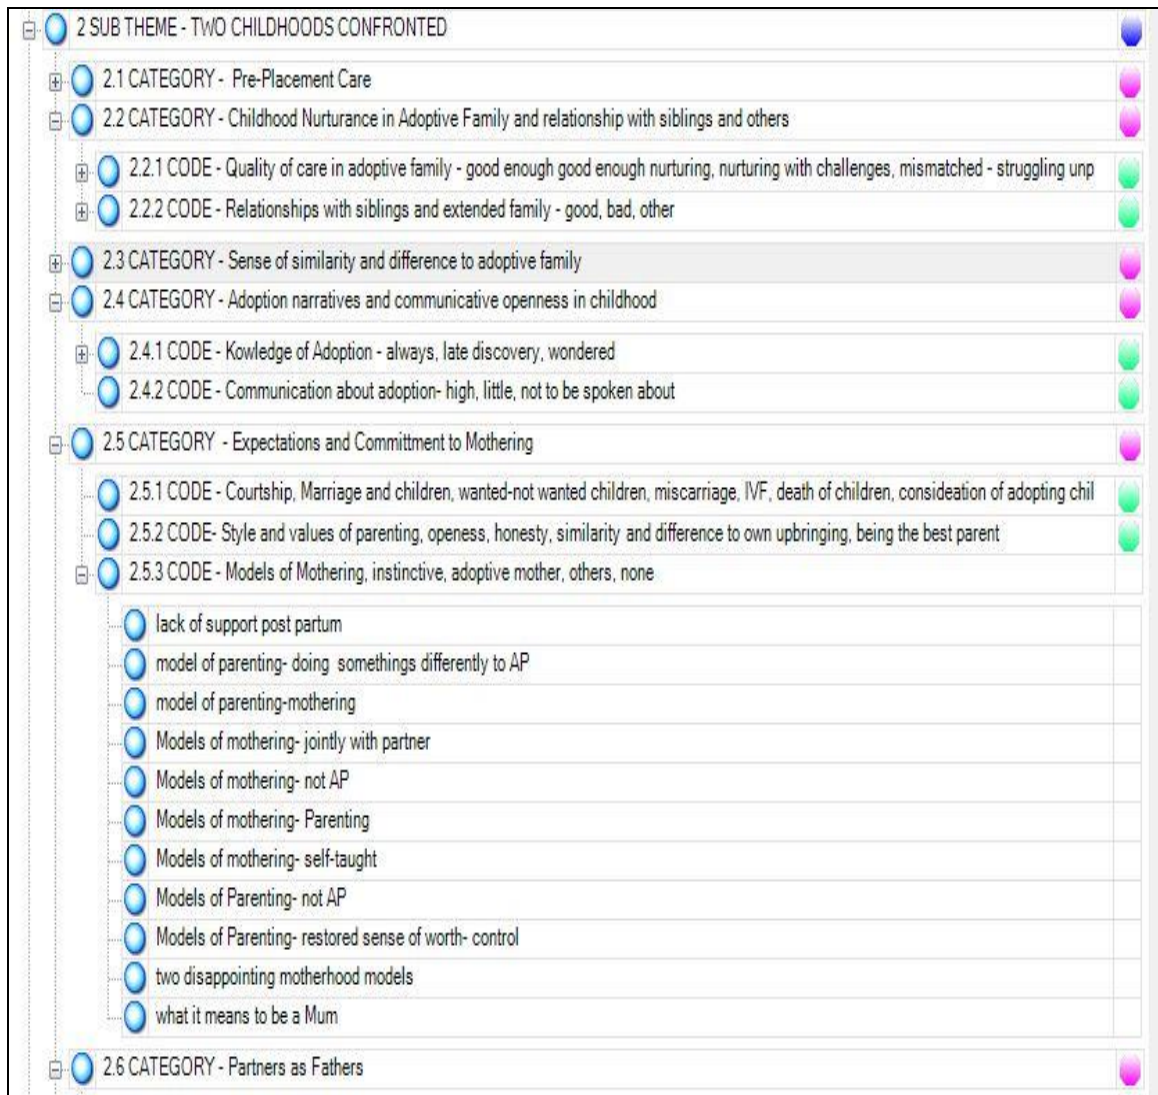 2 SUB THEME - TWO CHILDHOODS CONFRONTED
2.1 CATEGORY - Pre-Placement Care
2.2 CATEGORY - Childhood Nurturance in Adoptive Family and relationship with siblings and others
2.2.1 CODE - Quality of care in adoptive family - good enough good enough nurturing, nurturing with challenges, mismatched - struggling unp
2.2.2 CODE - Relationships with siblings and extended family - good, bad, other
2.3 CATEGORY - Sense of similarity and difference to adoptive family
2.4 CATEGORY - Adoption narratives and communicative openness in childhood
2.4.1 CODE - Kowledge of Adoption - always, late discovery, wondered
2.4.2 CODE - Communication about adoption- high, little, not to be spoken about
2.5 CATEGORY - Expectations and Committment to Mothering
2.5.1 CODE - Courtship, Marriage and children, wanted-not wanted children, miscarriage, IVF, death of children, consideation of adopting chil
2.5.2 CODE- Style and values of parenting, openess, honesty, similarity and difference to own upbringing, being the best parent
2.5.3 CODE - Models of Mothering, instinctive, adoptive mother, others, none
lack of support post partum
model of parenting- doing somethings differently to AP
model of parenting-mothering
Models of mothering- jointly with partner
Models of mothering- not AP
Models of mothering- Parenting
Models of mothering- self-taught
Models of Parenting- not AP
Models of Parenting- restored sense of worth- control
two disappointing motherhood models
what it means to be a Mum
2.6 CATEGORY - Partners as Fathers